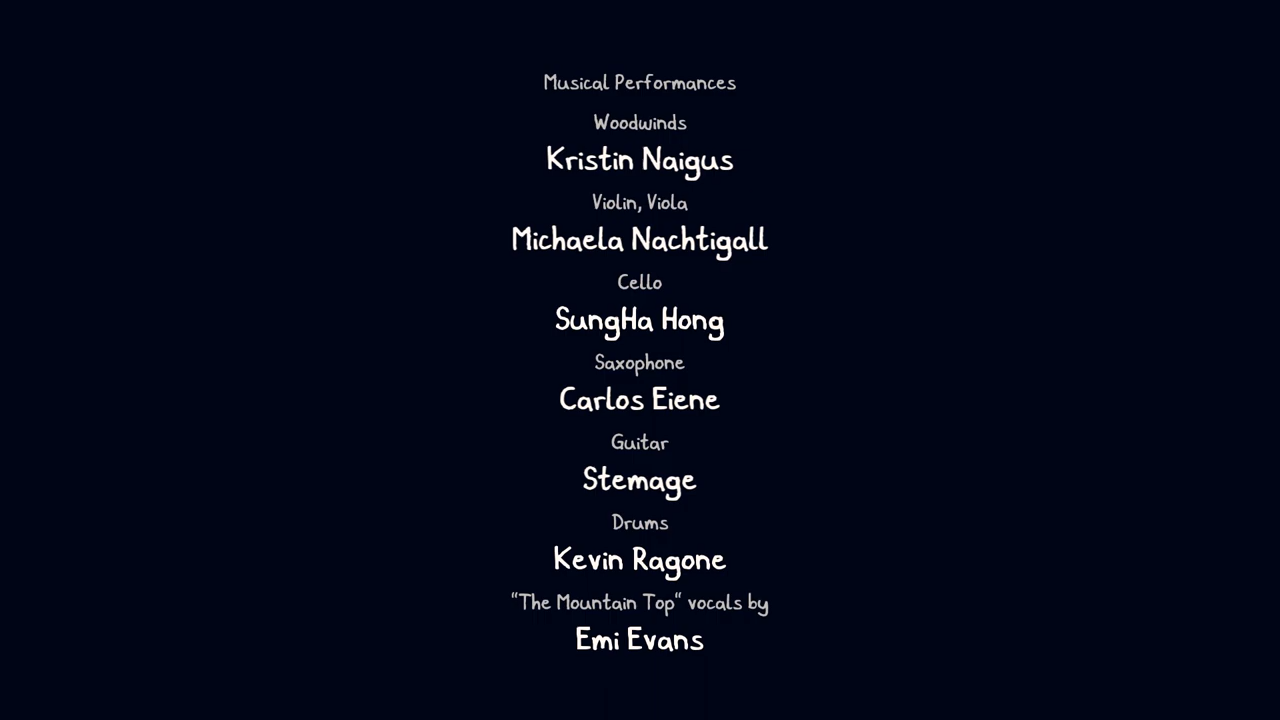 Musical Performances
Woodwinds
Kristin Naigus
Violin, Viola
Michaela Nachtigall
Cello
SungHa Hong
Saxophone
Carlos Eiene
Guitar
Stemage
Drums
Kevin Ragone
“The Mountain Top“ vocals by
Emi Evans